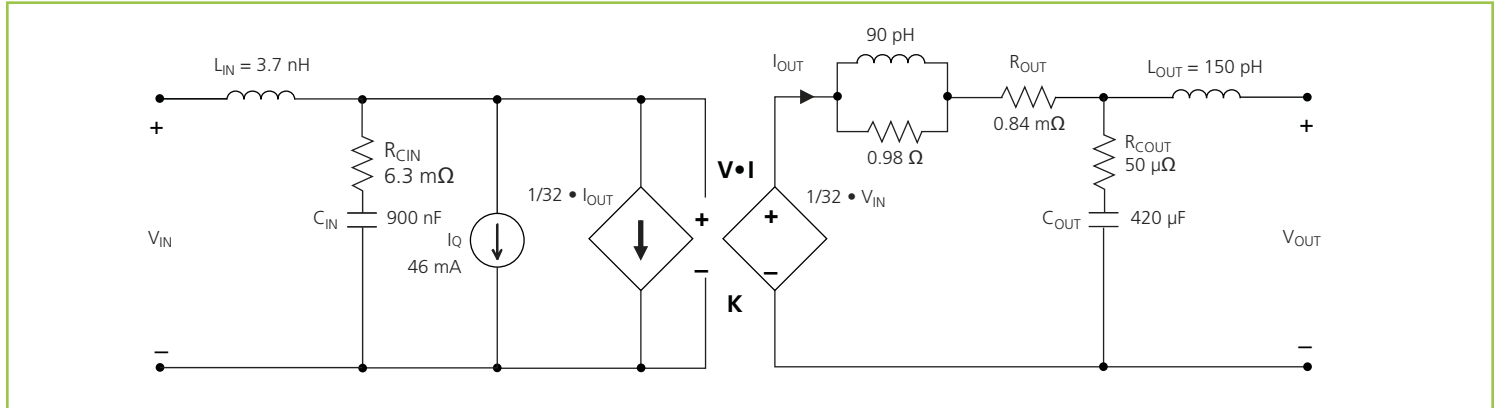 L_IN = 3.7 nH
+
R_CIN
6.3 mΩ
C_IN
900 nF
V_IN
IQ
46 mA
1/32 • I_OUT
−
V•I
+
−
K
I_OUT
90 pH
0.98 Ω
R_OUT
0.84 mΩ
1/32 • V_IN
+
−
R_COUT
50 µΩ
C_OUT
420 µF
L_OUT = 150 pH
+
V_OUT
−